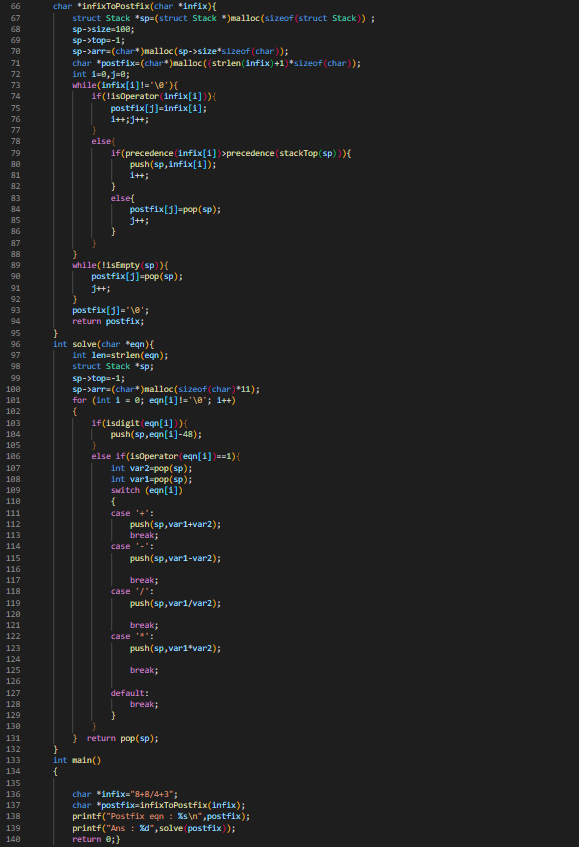 66 char *infixToPostfix(char *infix){
67 struct Stack *sp=(struct Stack *)malloc(sizeof(struct Stack)) ;
68 sp->size=100;
69 sp->top=-1;
70 sp->arr=(char*)malloc(sp->size*sizeof(char));
71 char *postfix=(char*)malloc((strlen(infix)+1)*sizeof(char));
72 int i=0,j=0;
73 while(infix[i]!='\0'){
74 if(!isOperator(infix[i])){
75 postfix[j]=infix[i];
76 i++;j++;
77 }
78 else{
79 if(precedence(infix[i])>precedence(stackTop(sp))){
80 push(sp,infix[i]);
81 i++;
82 }
83 else{
84 postfix[j]=pop(sp);
85 j++;
86 }
87 }
88 }
89 while(!isEmpty(sp)){
90 postfix[j]=pop(sp);
91 j++;
92 }
93 postfix[j]='\0';
94 return postfix;
95 }
96 int solve(char *eqn){
97 int len=strlen(eqn);
98 struct Stack *sp;
99 sp->top=-1;
100 sp->arr=(char*)malloc(sizeof(char)*11);
101 for (int i = 0; eqn[i]!='\0'; i++)
102 {
103 if(isdigit(eqn[i])){
104 push(sp,eqn[i]-48);
105 }
106 else if(isOperator(eqn[i])==1){
107 int var2=pop(sp);
108 int var1=pop(sp);
109 switch (eqn[i])
110 {
111 case '+':
112 push(sp,var1+var2);
113 break;
114 case '-':
115 push(sp,var1-var2);
116
117 break;
118 case '/':
119 push(sp,var1/var2);
120
121 break;
122 case '*':
123 push(sp,var1*var2);
124
125 break;
126
127 default:
128 break;
129 }
130 }
131 } return pop(sp);
132 }
133 int main()
134 {
135
136 char *infix="8+8/4+3";
137 char *postfix=infixToPostfix(infix);
138 printf("Postfix eqn : %s\n",postfix);
139 printf("Ans : %d",solve(postfix));
140 return 0;}